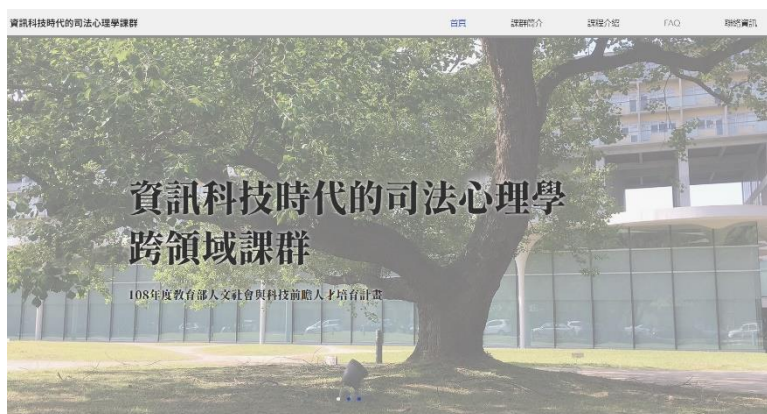 資訊科技時代的司法心理學課群
首頁
課群簡介
課程介紹
FAQ
聯絡資訊
資訊科技時代的司法心理學
跨領域課群
108年度教育部人文社會與科技前瞻人才培育計畫